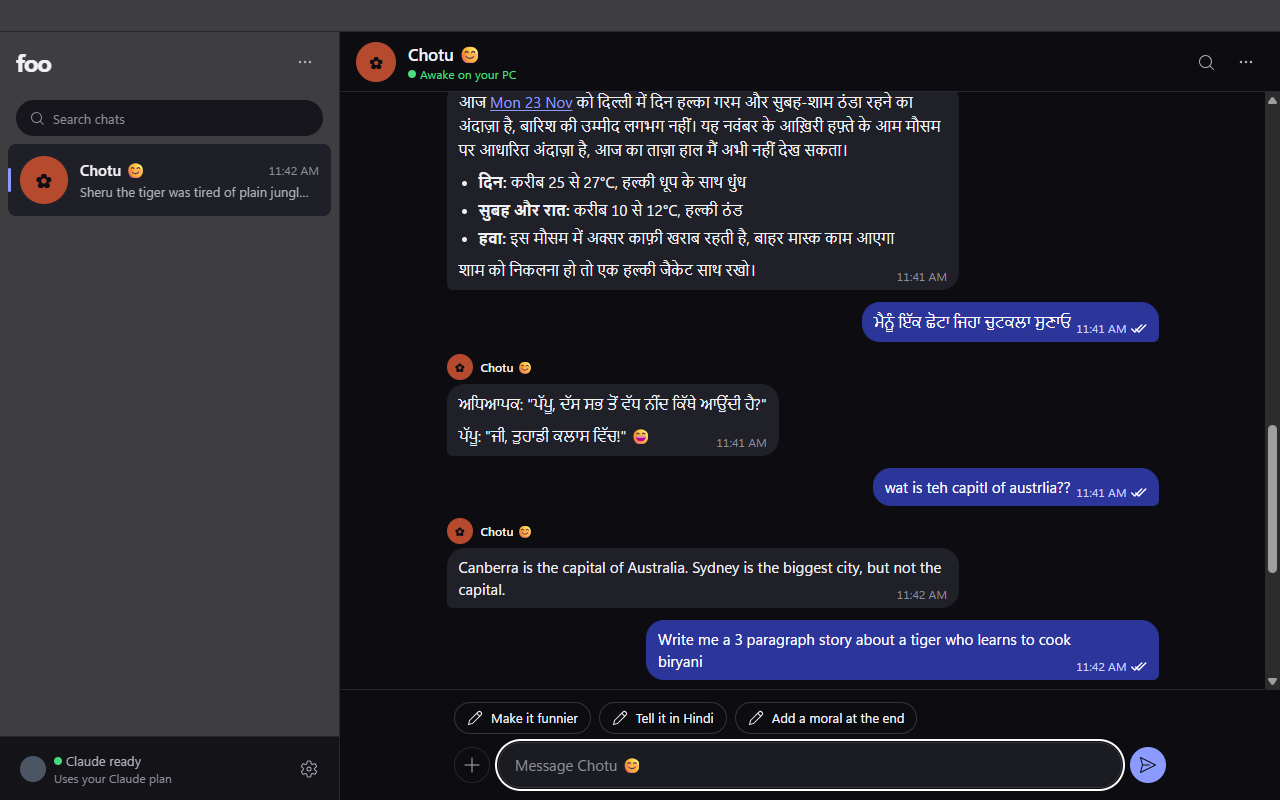 foo
Search chats
Chotu 😊
11:42 AM
Sheru the tiger was tired of plain jungl...
Claude ready
Uses your Claude plan
Chotu 😊
Awake on your PC
आज Mon 23 Nov को दिल्ली में दिन हल्का गरम और सुबह-शाम ठंडा रहने का
अंदाज़ा है, बारिश की उम्मीद लगभग नहीं। यह नवंबर के आख़िरी हफ़्ते के आम मौसम
पर आधारित अंदाज़ा है, आज का ताज़ा हाल मैं अभी नहीं देख सकता।
• दिन: करीब 25 से 27°C, हल्की धूप के साथ धुंध
• सुबह और रात: करीब 10 से 12°C, हल्की ठंड
• हवा: इस मौसम में अक्सर काफ़ी खराब रहती है, बाहर मास्क काम आएगा
शाम को निकलना हो तो एक हल्की जैकेट साथ रखो।
11:41 AM
ਮੈਨੂੰ ਇੱਕ ਛੋਟਾ ਜਿਹਾ ਚੁਟਕਲਾ ਸੁਣਾਓ 11:41 AM
Chotu 😊
ਅਧਿਆਪਕ: "ਪੱਪੂ, ਦੱਸ ਸਭ ਤੋਂ ਵੱਧ ਨੀਂਦ ਕਿੱਥੇ ਆਉਂਦੀ ਹੈ?"
ਪੱਪੂ: "ਜੀ, ਤੁਹਾਡੀ ਕਲਾਸ ਵਿੱਚ!" 😄
11:41 AM
wat is teh capitl of austrlia?? 11:41 AM
Chotu 😊
Canberra is the capital of Australia. Sydney is the biggest city, but not the
capital.
11:42 AM
Write me a 3 paragraph story about a tiger who learns to cook
biryani
11:42 AM
Make it funnier
Tell it in Hindi
Add a moral at the end
Message Chotu 😊